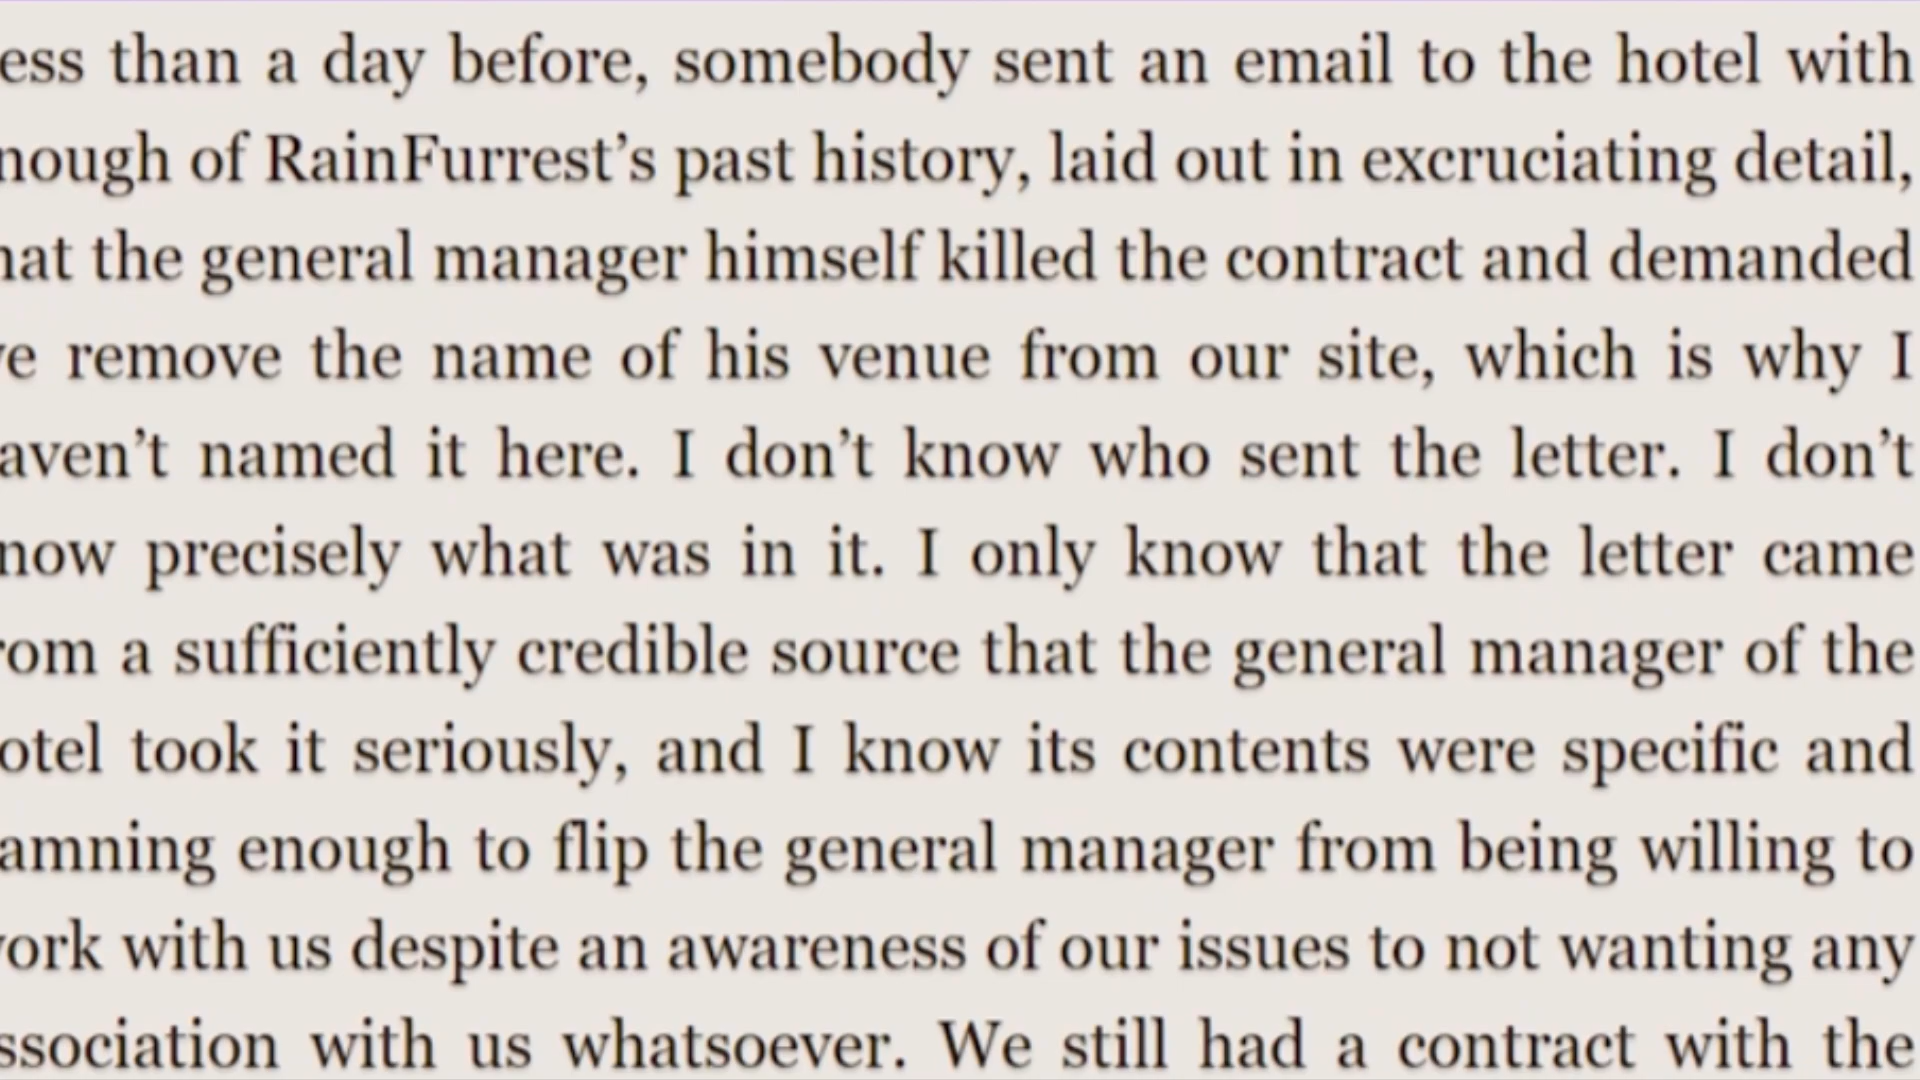 ess than a day before, somebody sent an email to the hotel with
nough of RainFurrest’s past history, laid out in excruciating detail,
hat the general manager himself killed the contract and demanded
ve remove the name of his venue from our site, which is why I
aven’t named it here. I don’t know who sent the letter. I don’t
now precisely what was in it. I only know that the letter came
rom a sufficiently credible source that the general manager of the
otel took it seriously, and I know its contents were specific and
amning enough to flip the general manager from being willing to
vork with us despite an awareness of our issues to not wanting any
ssociation with us whatsoever. We still had a contract with the